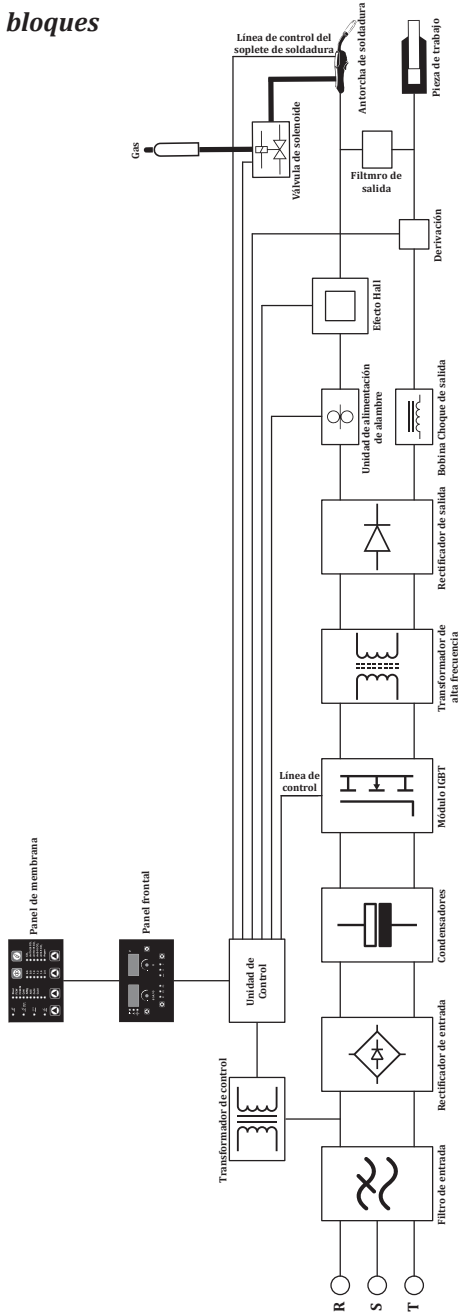 bloques
Línea de control del
soplete de soldadura
Antorcha de soldadura
Pieza de trabajo
Gas
Válvula de solenoide
Filtmro de
salida
Derivación
Efecto Hall
Unidad de alimentación
de alambre
Bobina Choque de salida
Rectificador de salida
Transformador de
alta frecuencia
Línea de
control
Módulo IGBT
Panel de membrana
Panel frontal
Unidad de
Control
Condensadores
Transformador de control
Rectificador de entrada
Filtro de entrada
R
S
T